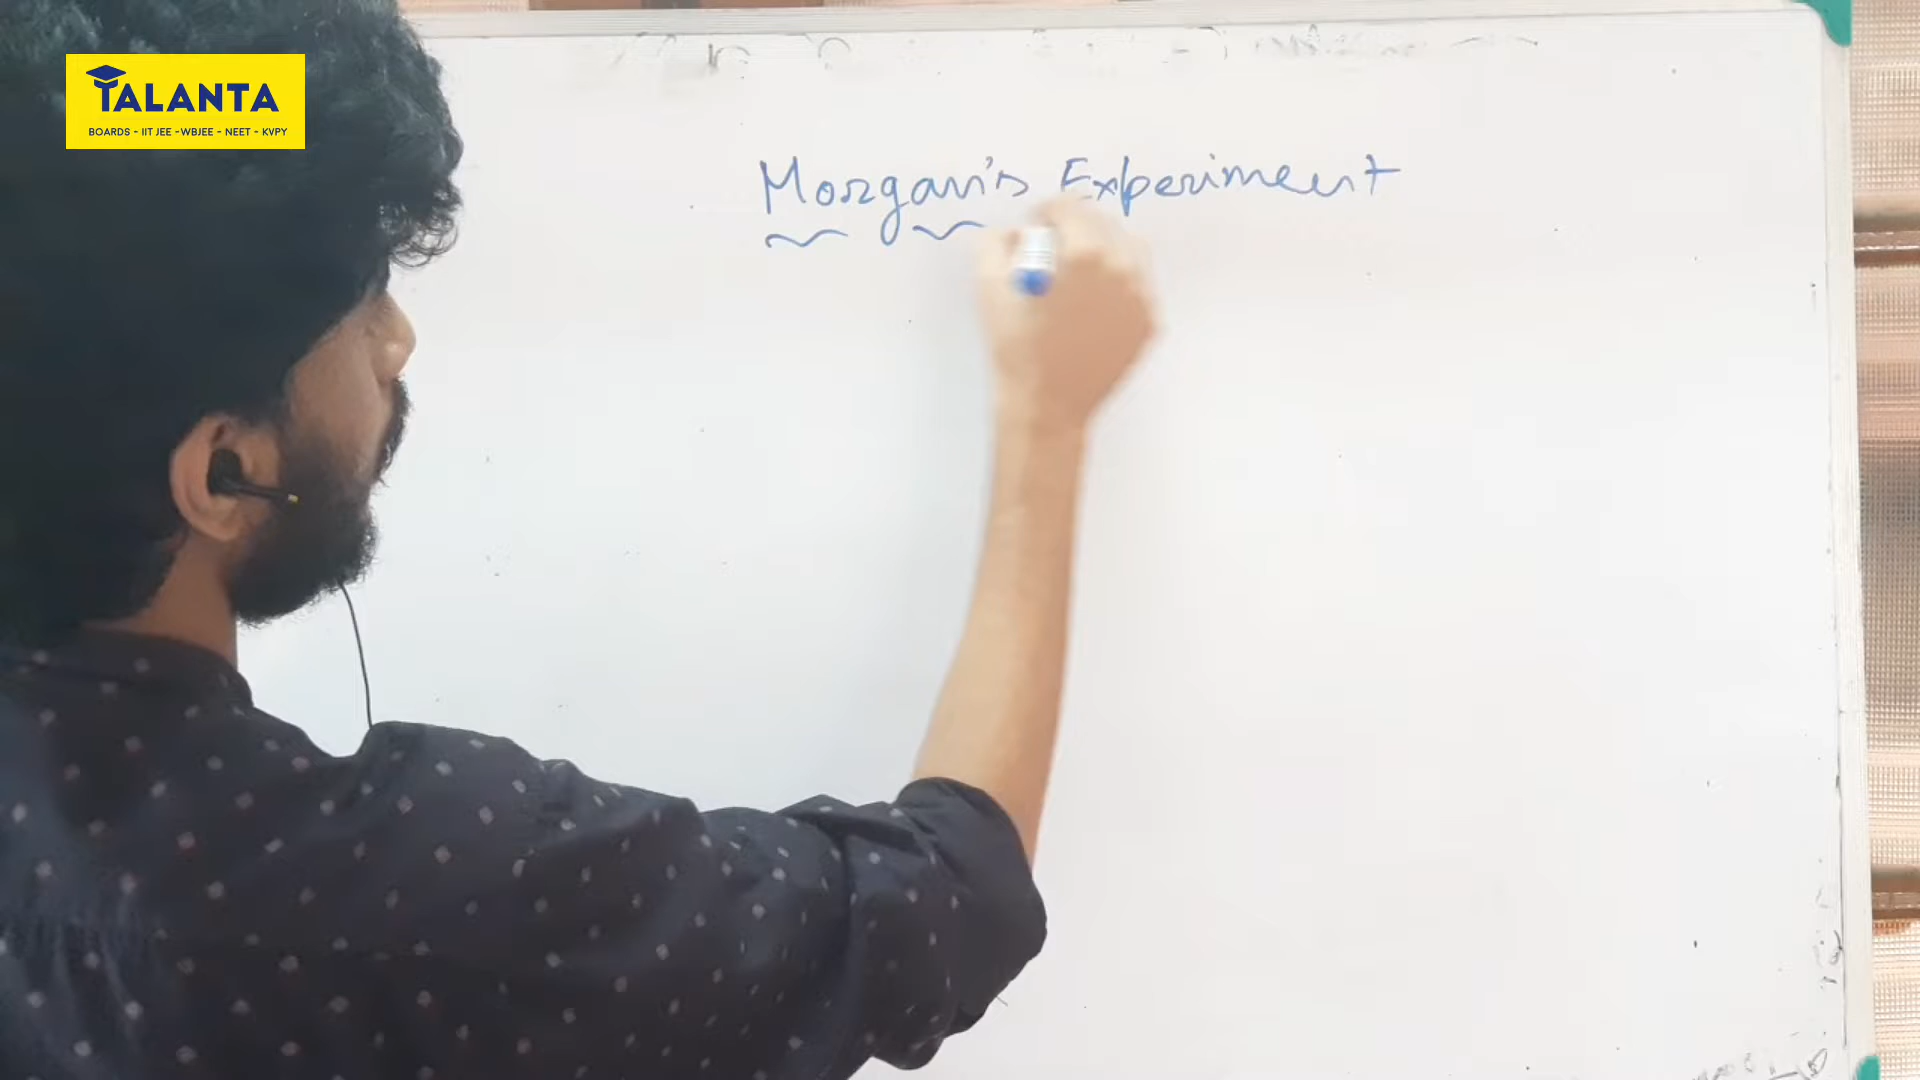 TALANTA
BOARDS - IIT JEE - WBJEE - NEET - KVPY
Morgan's Experiment